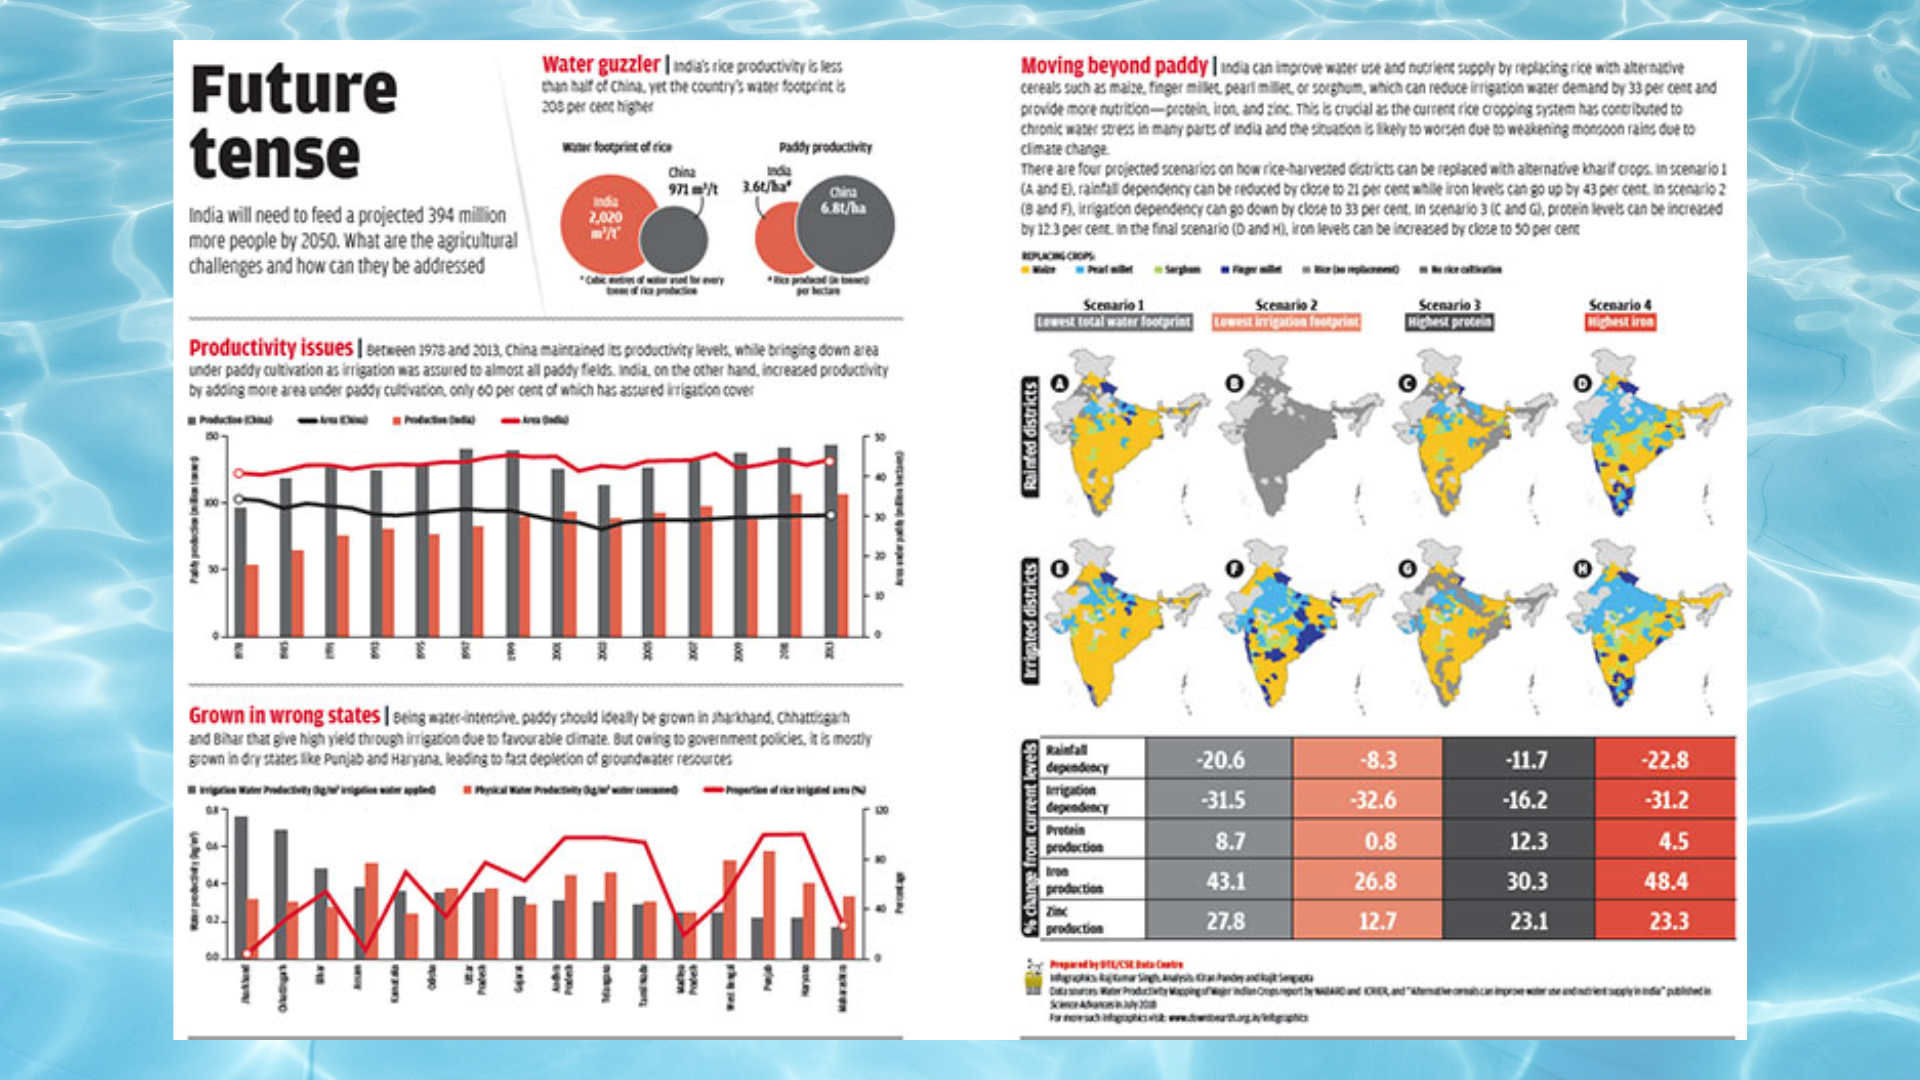 Future
tense
India will need to feed a projected 394 million
more people by 2050. What are the agricultural
challenges and how can they be addressed
Water guzzler | India's rice productivity is less
than half of China, yet the country's water footprint is
208 per cent higher
Water footprint of rice
India
2,020
m³/t*
China
971 m³/t
* Cubic metres of water used for every
tonne of rice production
Paddy productivity
India
3.6t/ha#
China
6.8t/ha
# Rice produced (in tonnes)
per hectare
Productivity issues | Between 1978 and 2013, China maintained its productivity levels, while bringing down area
under paddy cultivation as irrigation was assured to almost all paddy fields. India, on the other hand, increased productivity
by adding more area under paddy cultivation, only 60 per cent of which has assured irrigation cover
Production (China) Area (China) Production (India) Area (India)
Paddy production (million tonnes)
150
100
50
0
Area under paddy (million hectares)
50
40
30
20
10
0
1978 1985 1991 1993 1995 1997 1999 2001 2003 2005 2007 2009 2011 2013
Grown in wrong states | Being water-intensive, paddy should ideally be grown in Jharkhand, Chhattisgarh
and Bihar that give high yield through irrigation due to favourable climate. But owing to government policies, it is mostly
grown in dry states like Punjab and Haryana, leading to fast depletion of groundwater resources
Irrigation Water Productivity (kg/m³ irrigation water applied) Physical Water Productivity (kg/m³ water consumed) Proportion of rice irrigated area (%)
Water productivity (kg/m³)
0.8
0.6
0.4
0.2
0.0
Percentage
120
80
40
0
Jharkhand Chhattisgarh Bihar Assam Karnataka Odisha Uttar Pradesh Gujarat Andhra Pradesh Telangana Tamil Nadu Madhya Pradesh West Bengal Punjab Haryana Maharashtra
Moving beyond paddy | India can improve water use and nutrient supply by replacing rice with alternative
cereals such as maize, finger millet, pearl millet, or sorghum, which can reduce irrigation water demand by 33 per cent and
provide more nutrition—protein, iron, and zinc. This is crucial as the current rice cropping system has contributed to
chronic water stress in many parts of India and the situation is likely to worsen due to weakening monsoon rains due to
climate change.
There are four projected scenarios on how rice-harvested districts can be replaced with alternative kharif crops. In scenario 1
(A and E), rainfall dependency can be reduced by close to 21 per cent while iron levels can go up by 43 per cent. In scenario 2
(B and F), irrigation dependency can go down by close to 33 per cent. In scenario 3 (C and G), protein levels can be increased
by 12.3 per cent. In the final scenario (D and H), iron levels can be increased by close to 50 per cent
REPLACING CROPS:
Maize Pearl millet Sorghum Finger millet Rice (no replacement) No rice cultivation
Scenario 1 Scenario 2 Scenario 3 Scenario 4
Lowest total water footprint Lowest irrigation footprint Highest protein Highest iron
Rainfed districts
A B C D
Irrigated districts
E F G H
% change from current levels
Rainfall dependency -20.6 -8.3 -11.7 -22.8
Irrigation dependency -31.5 -32.6 -16.2 -31.2
Protein production 8.7 0.8 12.3 4.5
Iron production 43.1 26.8 30.3 48.4
Zinc production 27.8 12.7 23.1 23.3
Prepared by DTE/CSE Data Centre
Infographics: Raj Kumar Singh, Analysis: Kiran Pandey and Rajit Sengupta
Data sources: Water Productivity Mapping of Major Indian Crops report by NABARD and ICRIER, and "Alternative cereals can improve water use and nutrient supply in India" published in
Science Advances in July 2018
For more such infographics visit: www.downtoearth.org.in/infographics